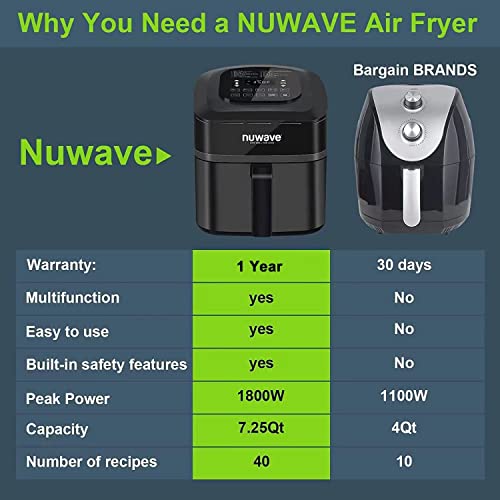 Why You Need a NUWAVE Air Fryer
Bargain BRANDS
Nuwave
nuwave
Warranty: 1 Year 30 days
Multifunction yes No
Easy to use yes No
Built-in safety features yes No
Peak Power 1800W 1100W
Capacity 7.25Qt 4Qt
Number of recipes 40 10